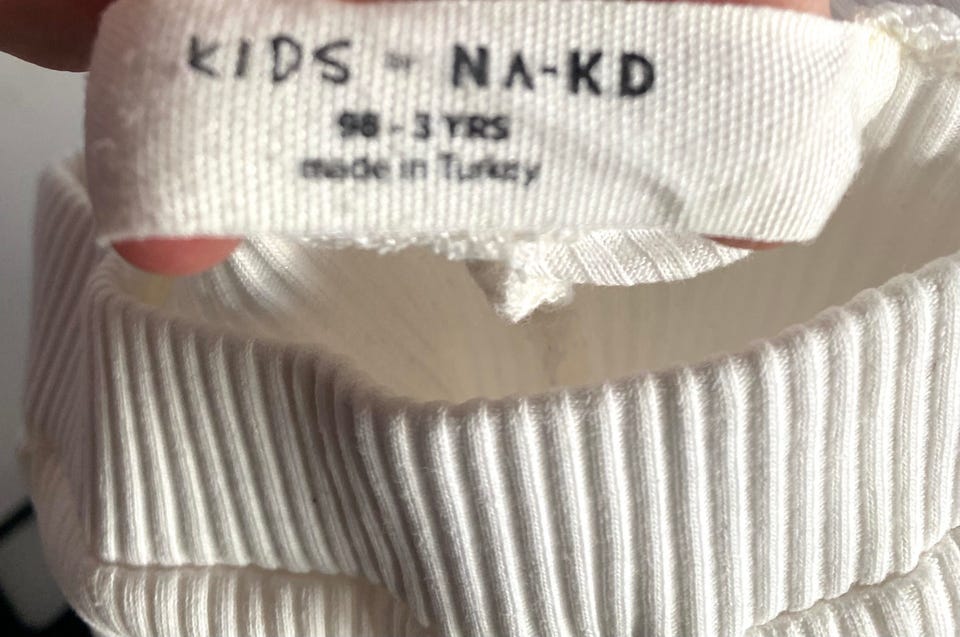 KIDS BY NA-KD
98 - 3 YRS
made in Turkey